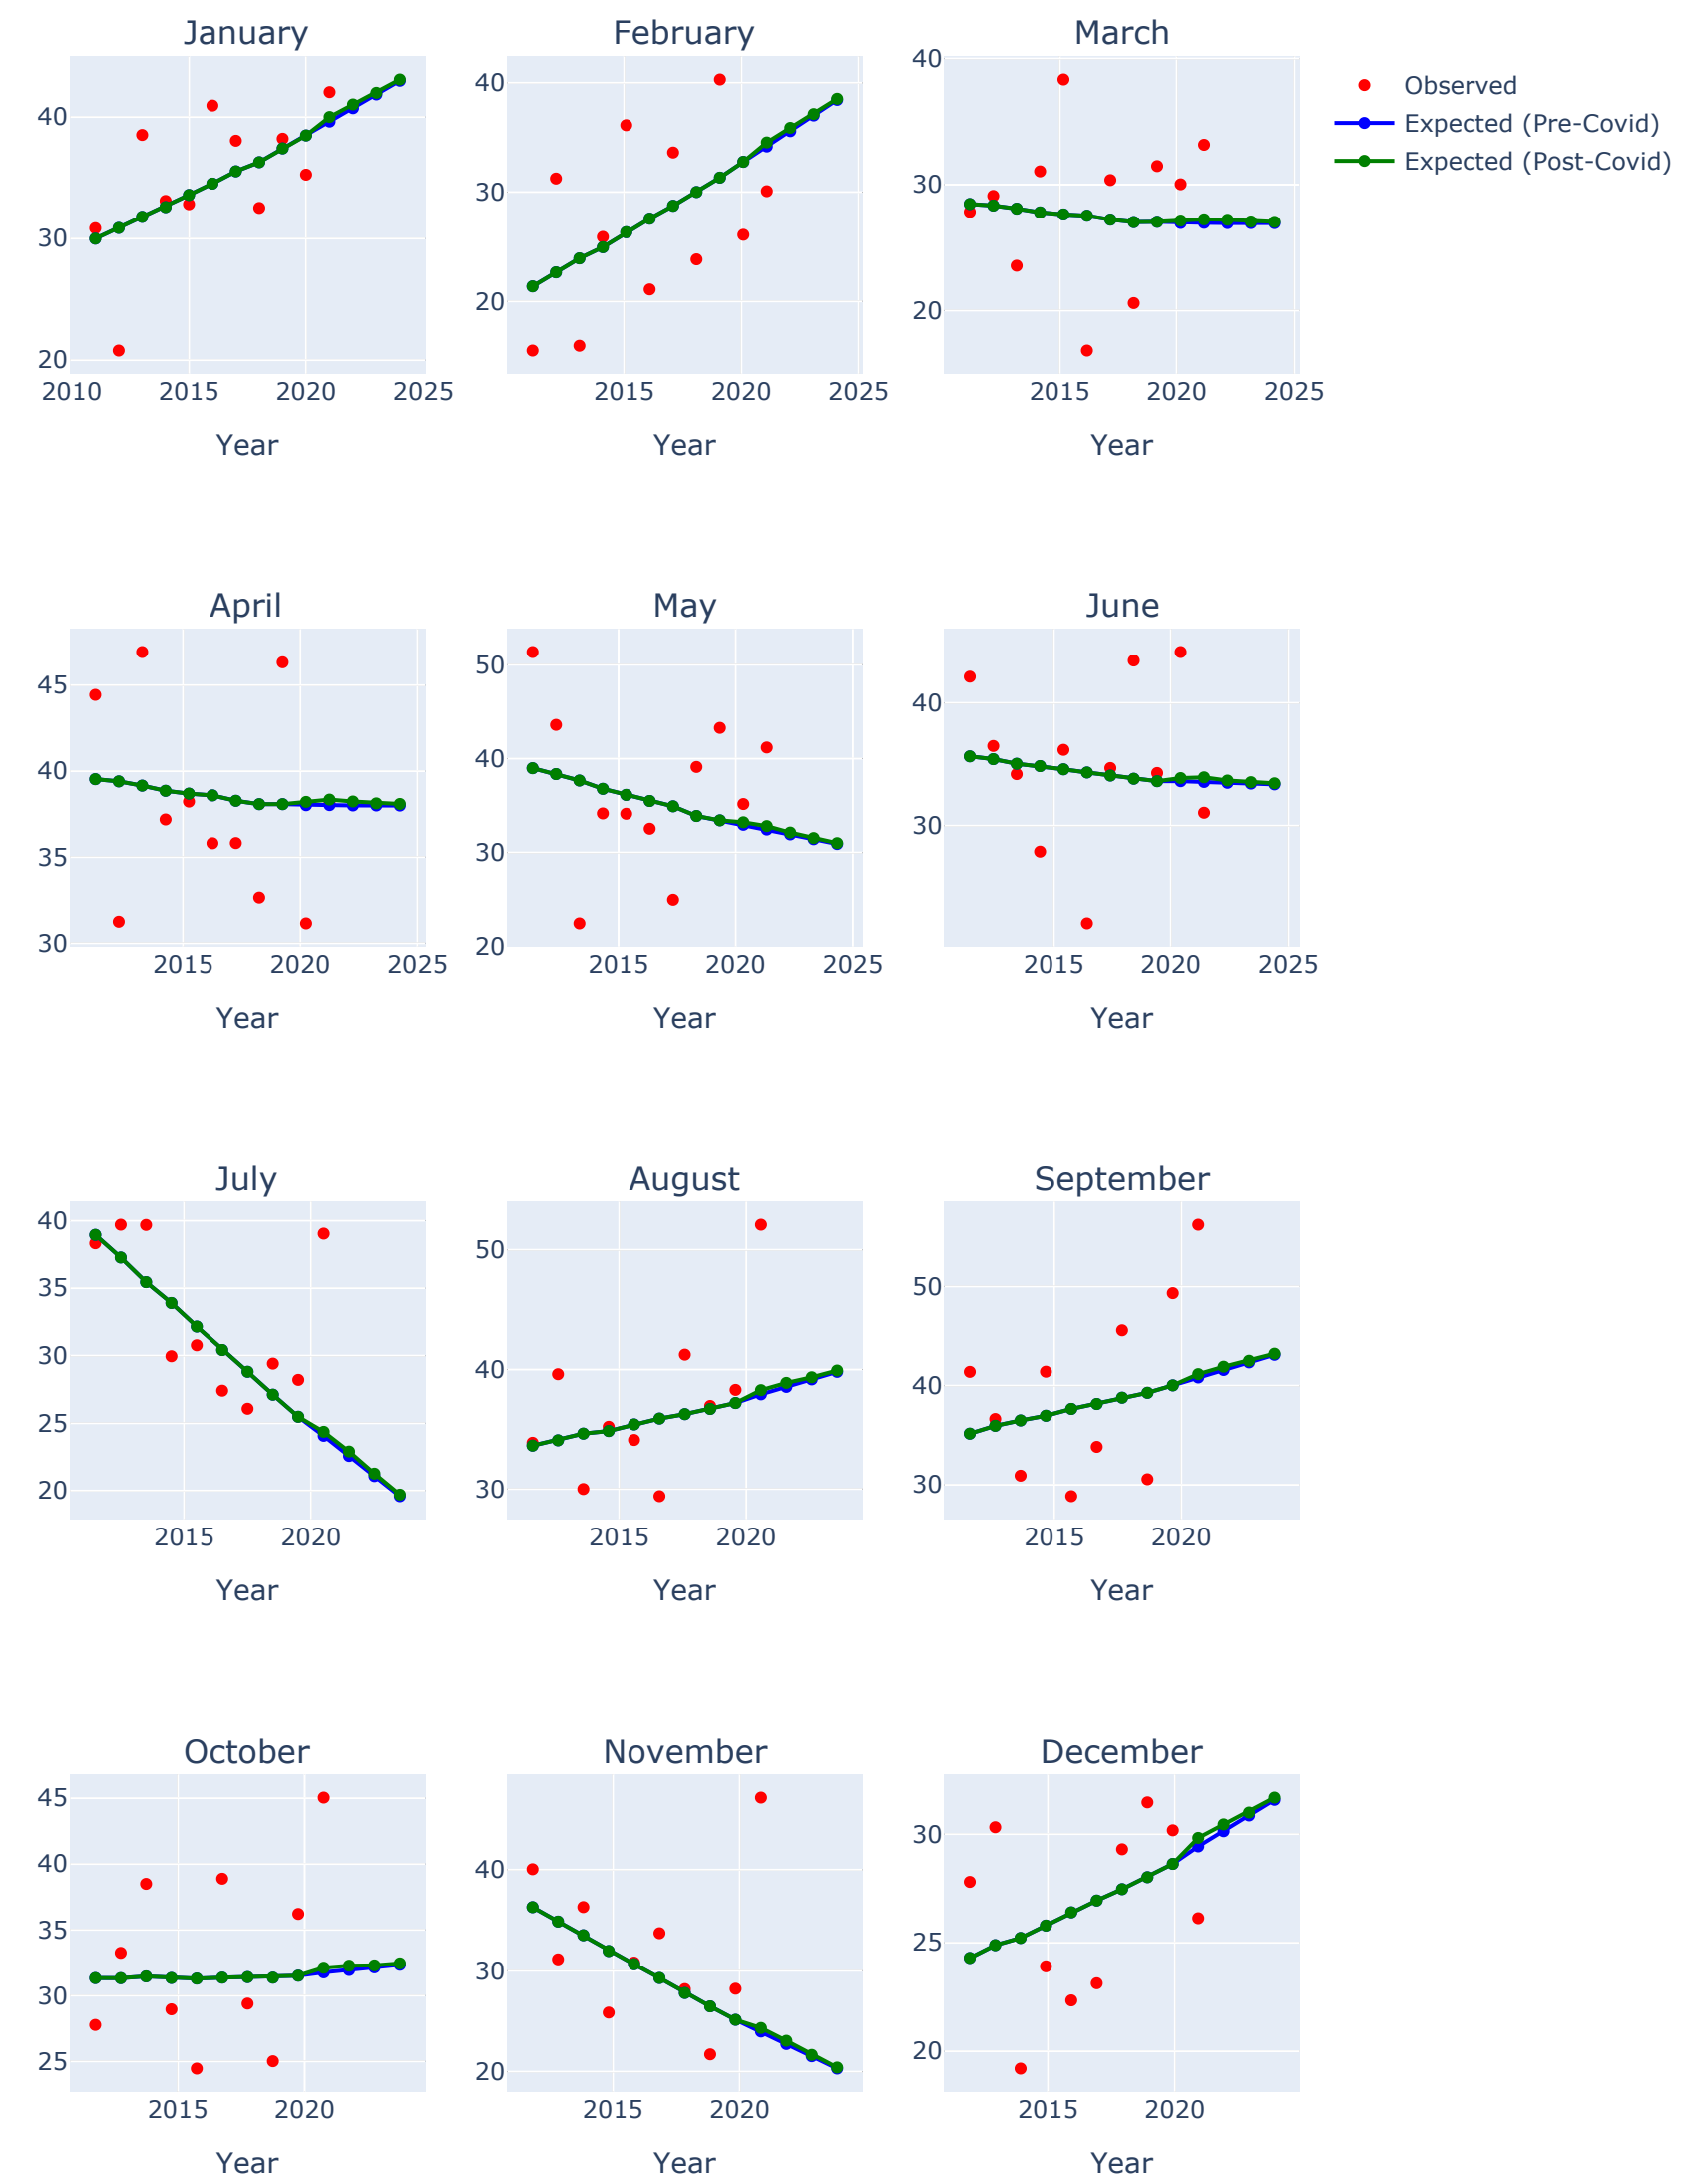 January
February
March
Observed
Expected (Pre-Covid)
Expected (Post-Covid)
40
30
20
2010 2015 2020 2025
Year
40
30
20
2015 2020 2025
Year
40
30
20
2015 2020 2025
Year
April
May
June
45
40
35
30
2015 2020 2025
Year
50
40
30
20
2015 2020 2025
Year
40
30
2015 2020 2025
Year
July
August
September
40
35
30
25
20
2015 2020
Year
50
40
30
2015 2020
Year
50
40
30
2015 2020
Year
October
November
December
45
40
35
30
25
2015 2020
Year
40
30
20
2015 2020
Year
30
25
20
2015 2020
Year